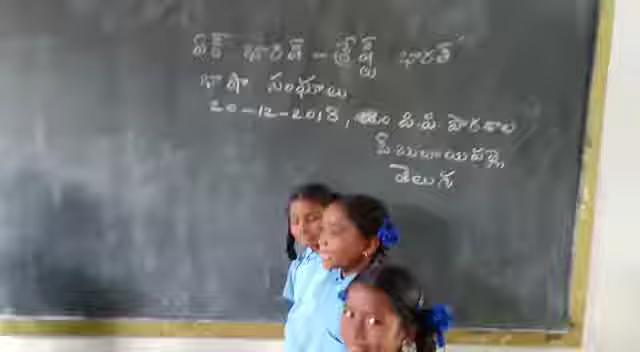 ఏక్ భారత్ - శ్రేష్ఠ్ భారత్
భాషా సంఘాలు
20-12-2018, యం.పి.పి. పాఠశాల
తెలుగు